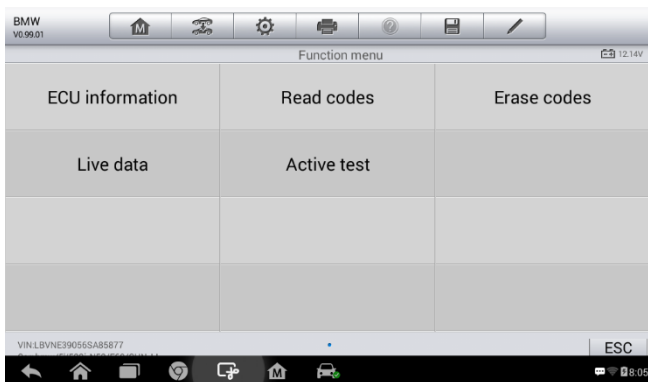 BMW
V0.99.01
Function menu
12.14V
ECU information
Read codes
Erase codes
Live data
Active test
VIN:LBVNE39056SA85877
ESC
8:05